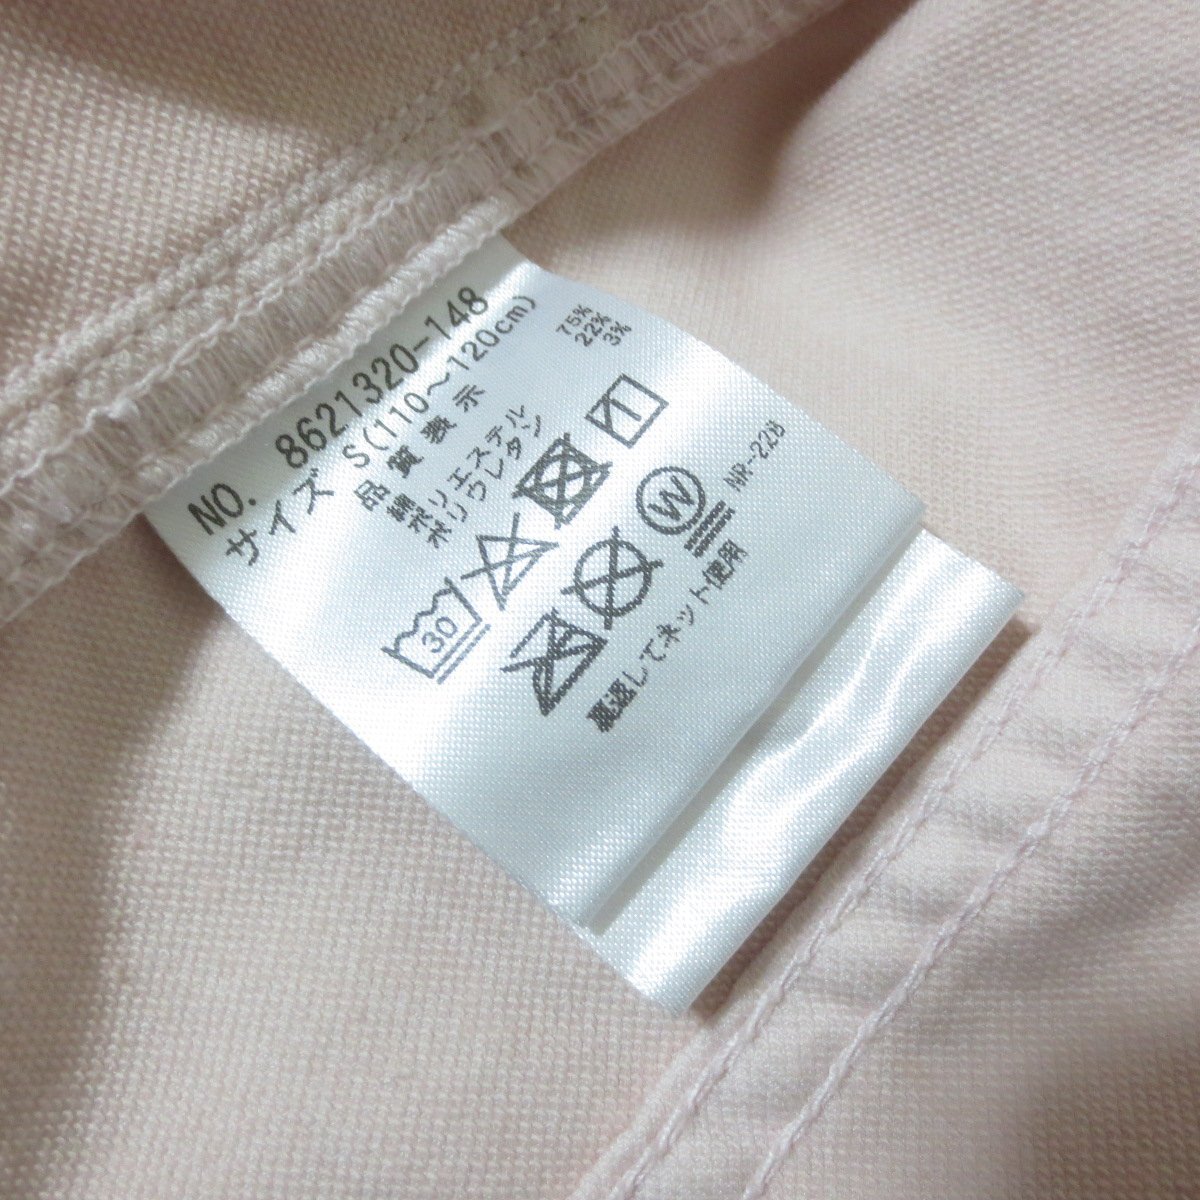 NO. 8621320-148
サイズ S(110〜120cm)
品質表示
綿 75%
ポリエステル 22%
ポリウレタン 3%
30
W
NR-22B
裏返してネット使用